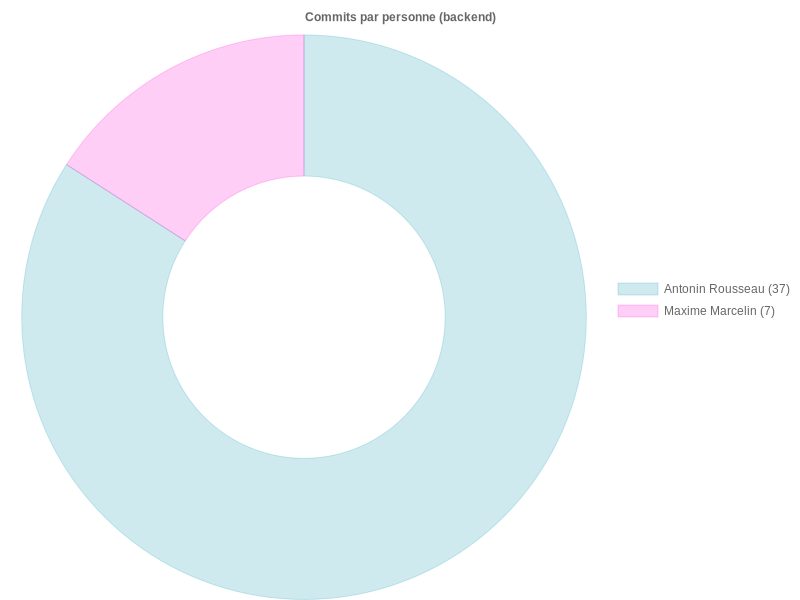 Commits par personne (backend)
Antonin Rousseau (37)
Maxime Marcelin (7)